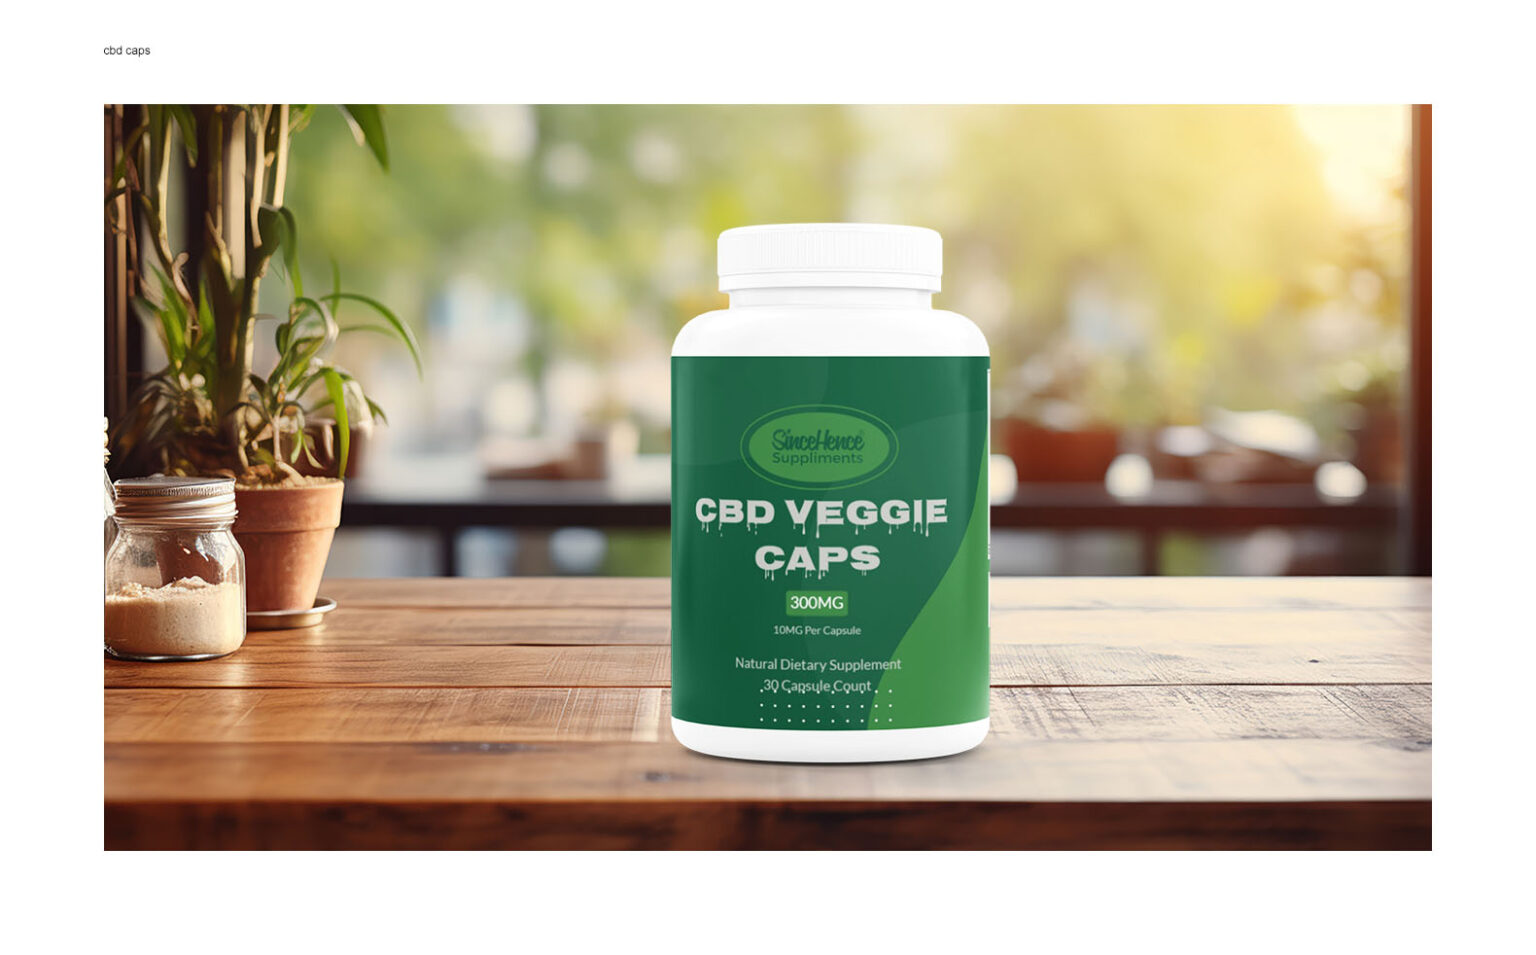 cbd caps
SinceHence®
Suppliments
CBD VEGGIE
CAPS
300MG
10MG Per Capsule
Natural Dietary Supplement
30 Capsule Count